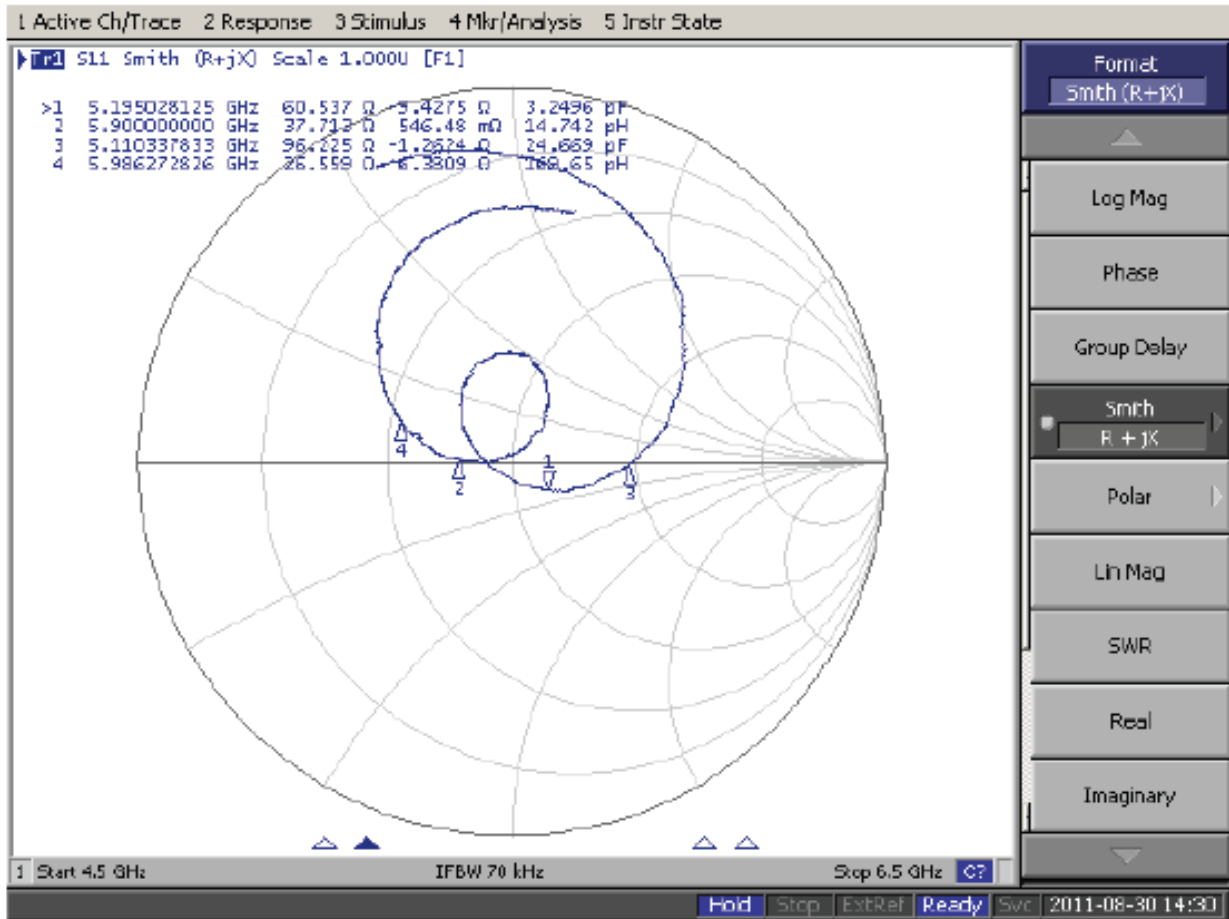 1 Active Ch/Trace 2 Response 3 Stimulus 4 Mkr/Analysis 5 Instr State
Tr1 S11 Smith (R+jX) Scale 1.000U [F1]
>1 5.195028125 GHz 60.537 Ω -9.4275 Ω 3.2496 pF
2 5.900000000 GHz 37.713 Ω 546.48 mΩ 14.742 pH
3 5.110337833 GHz 96.225 Ω -1.2624 Ω 24.669 pF
4 5.986272826 GHz 26.559 Ω 6.3809 Ω 169.65 pH
4
2
1
3
1 Start 4.5 GHz IFBW 70 kHz Stop 6.5 GHz C?
Format
Smith (R+jX)
Log Mag
Phase
Group Delay
Smith
R + jX
Polar
Lin Mag
SWR
Real
Imaginary
Hold Stop ExtRef Ready Svc 2011-08-30 14:30